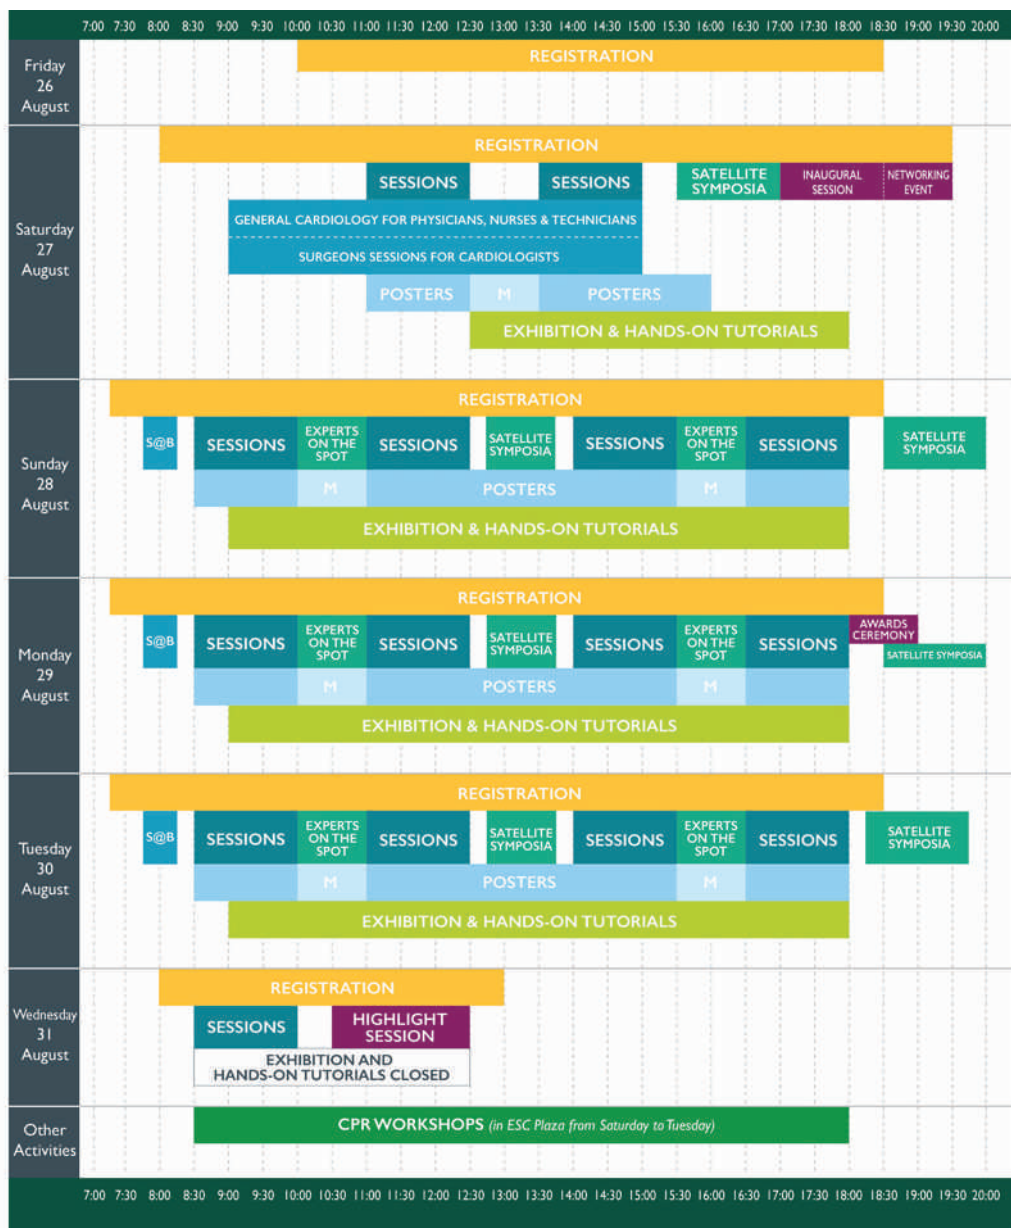 7:00 7:30 8:00 8:30 9:00 9:30 10:00 10:30 11:00 11:30 12:00 12:30 13:00 13:30 14:00 14:30 15:00 15:30 16:00 16:30 17:00 17:30 18:00 18:30 19:00 19:30 20:00
Friday
26
August
REGISTRATION
Saturday
27
August
REGISTRATION
SESSIONS
SESSIONS
SATELLITE
SYMPOSIA
INAUGURAL
SESSION
NETWORKING
EVENT
GENERAL CARDIOLOGY FOR PHYSICIANS, NURSES & TECHNICIANS
SURGEONS SESSIONS FOR CARDIOLOGISTS
POSTERS
M
POSTERS
EXHIBITION & HANDS-ON TUTORIALS
Sunday
28
August
REGISTRATION
S@B
SESSIONS
EXPERTS
ON THE
SPOT
SESSIONS
SATELLITE
SYMPOSIA
SESSIONS
EXPERTS
ON THE
SPOT
SESSIONS
SATELLITE
SYMPOSIA
M
POSTERS
M
EXHIBITION & HANDS-ON TUTORIALS
Monday
29
August
REGISTRATION
S@B
SESSIONS
EXPERTS
ON THE
SPOT
SESSIONS
SATELLITE
SYMPOSIA
SESSIONS
EXPERTS
ON THE
SPOT
SESSIONS
AWARDS
CEREMONY
SATELLITE SYMPOSIA
M
POSTERS
M
EXHIBITION & HANDS-ON TUTORIALS
Tuesday
30
August
REGISTRATION
S@B
SESSIONS
EXPERTS
ON THE
SPOT
SESSIONS
SATELLITE
SYMPOSIA
SESSIONS
EXPERTS
ON THE
SPOT
SESSIONS
SATELLITE
SYMPOSIA
M
POSTERS
M
EXHIBITION & HANDS-ON TUTORIALS
Wednesday
31
August
REGISTRATION
SESSIONS
HIGHLIGHT
SESSION
EXHIBITION AND
HANDS-ON TUTORIALS CLOSED
Other
Activities
CPR WORKSHOPS (in ESC Plaza from Saturday to Tuesday)
7:00 7:30 8:00 8:30 9:00 9:30 10:00 10:30 11:00 11:30 12:00 12:30 13:00 13:30 14:00 14:30 15:00 15:30 16:00 16:30 17:00 17:30 18:00 18:30 19:00 19:30 20:00